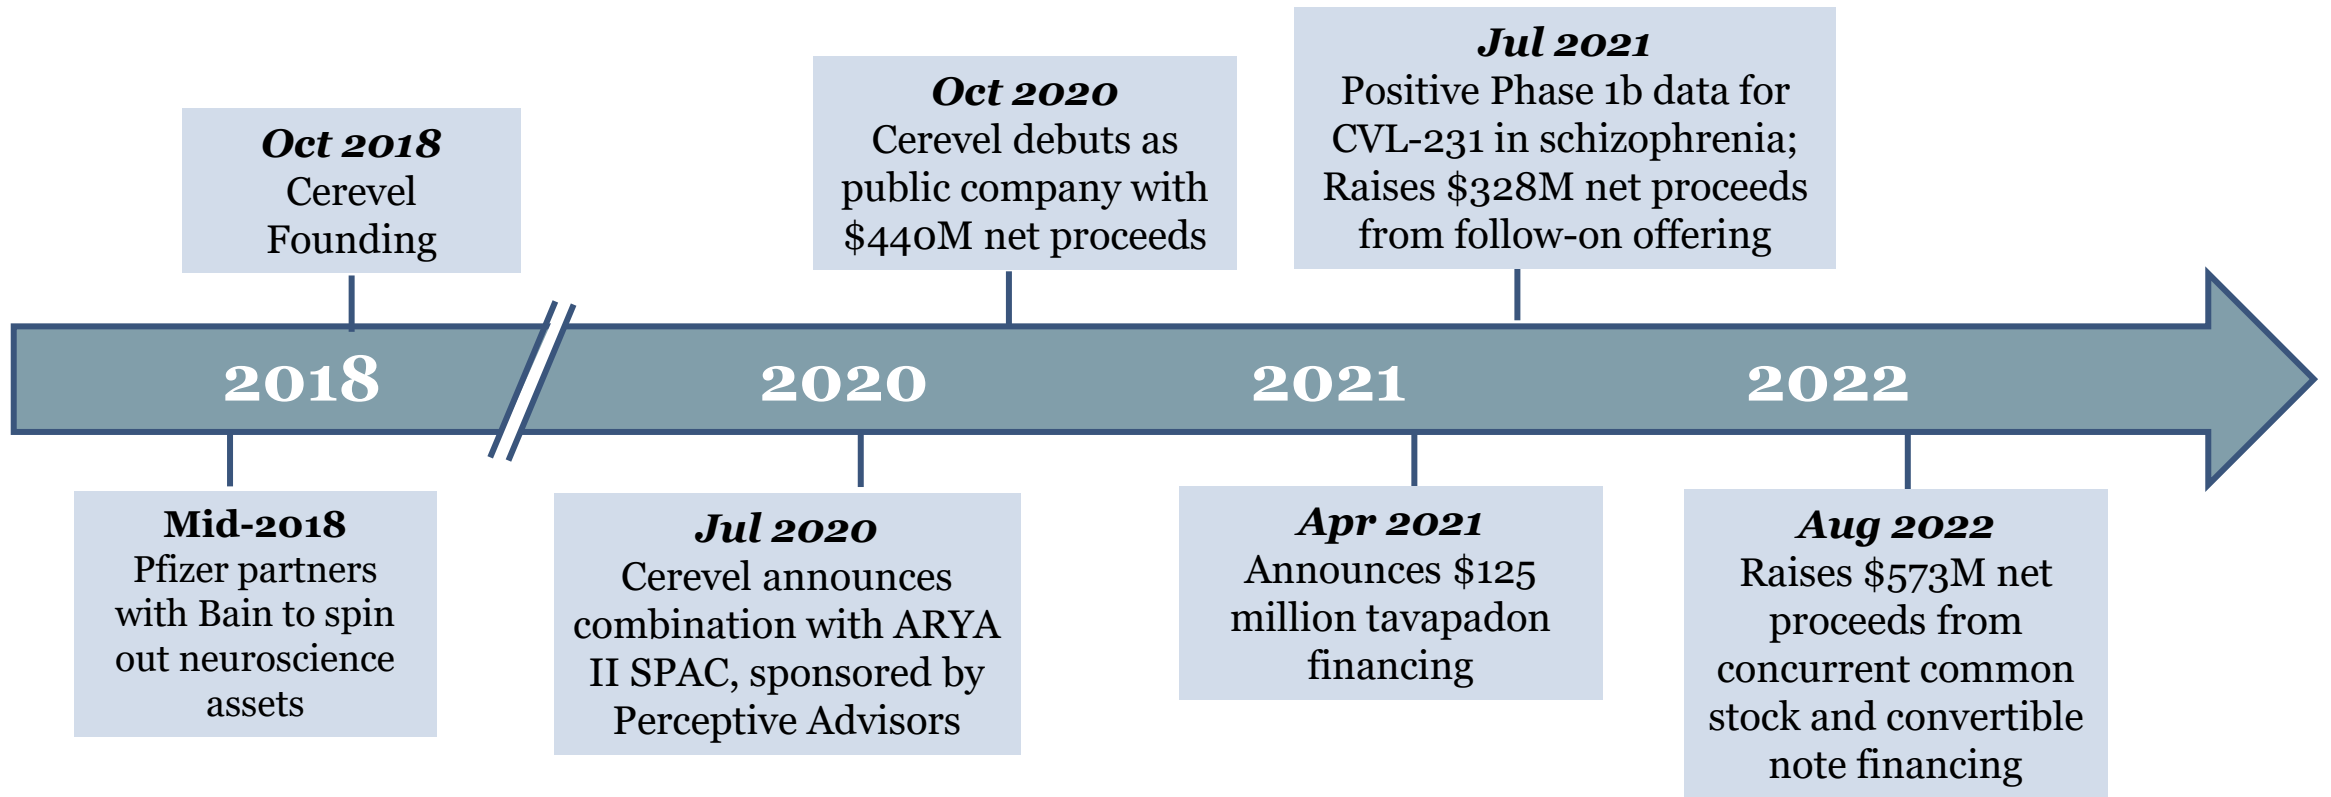 Oct 2018
Cerevel
Founding
Oct 2020
Cerevel debuts as
public company with
$440M net proceeds
Jul 2021
Positive Phase 1b data for
CVL-231 in schizophrenia;
Raises $328M net proceeds
from follow-on offering
2018
2020
2021
2022
Mid-2018
Pfizer partners
with Bain to spin
out neuroscience
assets
Jul 2020
Cerevel announces
combination with ARYA
II SPAC, sponsored by
Perceptive Advisors
Apr 2021
Announces $125
million tavapadon
financing
Aug 2022
Raises $573M net
proceeds from
concurrent common
stock and convertible
note financing